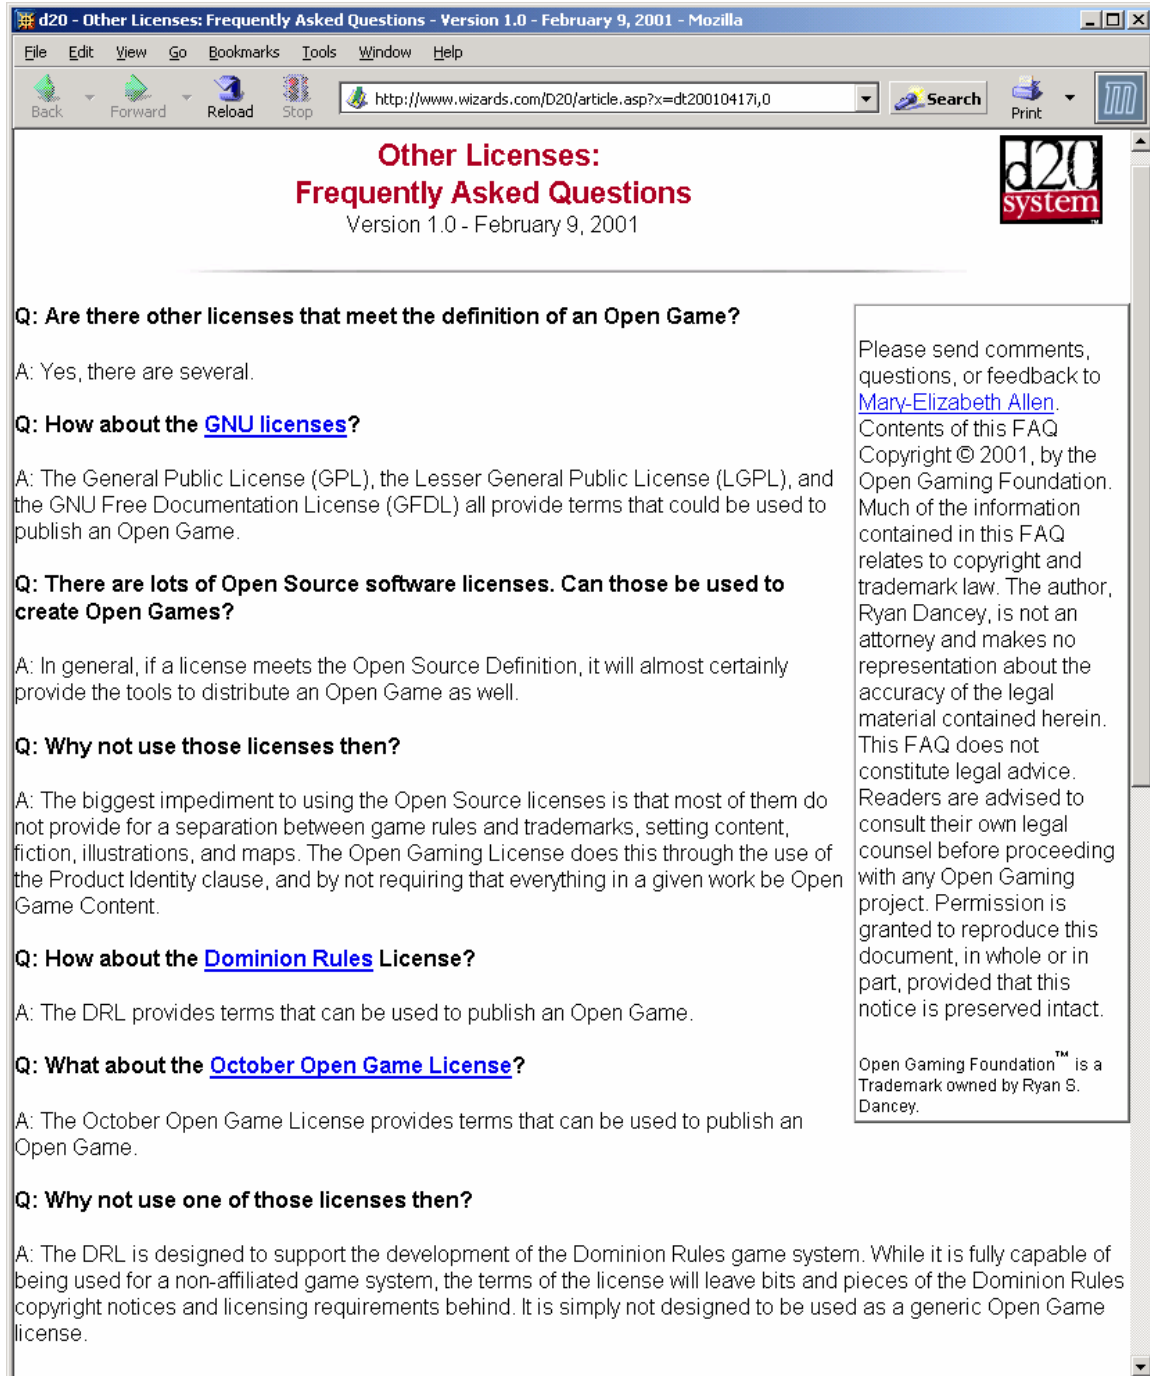 d20 - Other Licenses: Frequently Asked Questions - Version 1.0 - February 9, 2001 - Mozilla
File Edit View Go Bookmarks Tools Window Help
Back Forward Reload Stop http://www.wizards.com/D20/article.asp?x=dt20010417i,0 Search Print
Other Licenses:
Frequently Asked Questions
Version 1.0 - February 9, 2001
d20
system
TM
Q: Are there other licenses that meet the definition of an Open Game?
A: Yes, there are several.
Q: How about the GNU licenses?
A: The General Public License (GPL), the Lesser General Public License (LGPL), and
the GNU Free Documentation License (GFDL) all provide terms that could be used to
publish an Open Game.
Q: There are lots of Open Source software licenses. Can those be used to
create Open Games?
A: In general, if a license meets the Open Source Definition, it will almost certainly
provide the tools to distribute an Open Game as well.
Q: Why not use those licenses then?
A: The biggest impediment to using the Open Source licenses is that most of them do
not provide for a separation between game rules and trademarks, setting content,
fiction, illustrations, and maps. The Open Gaming License does this through the use of
the Product Identity clause, and by not requiring that everything in a given work be Open
Game Content.
Q: How about the Dominion Rules License?
A: The DRL provides terms that can be used to publish an Open Game.
Q: What about the October Open Game License?
A: The October Open Game License provides terms that can be used to publish an
Open Game.
Q: Why not use one of those licenses then?
A: The DRL is designed to support the development of the Dominion Rules game system. While it is fully capable of
being used for a non-affiliated game system, the terms of the license will leave bits and pieces of the Dominion Rules
copyright notices and licensing requirements behind. It is simply not designed to be used as a generic Open Game
license.
Please send comments,
questions, or feedback to
Mary-Elizabeth Allen.
Contents of this FAQ
Copyright © 2001, by the
Open Gaming Foundation.
Much of the information
contained in this FAQ
relates to copyright and
trademark law. The author,
Ryan Dancey, is not an
attorney and makes no
representation about the
accuracy of the legal
material contained herein.
This FAQ does not
constitute legal advice.
Readers are advised to
consult their own legal
counsel before proceeding
with any Open Gaming
project. Permission is
granted to reproduce this
document, in whole or in
part, provided that this
notice is preserved intact.
Open Gaming Foundation™ is a
Trademark owned by Ryan S.
Dancey.